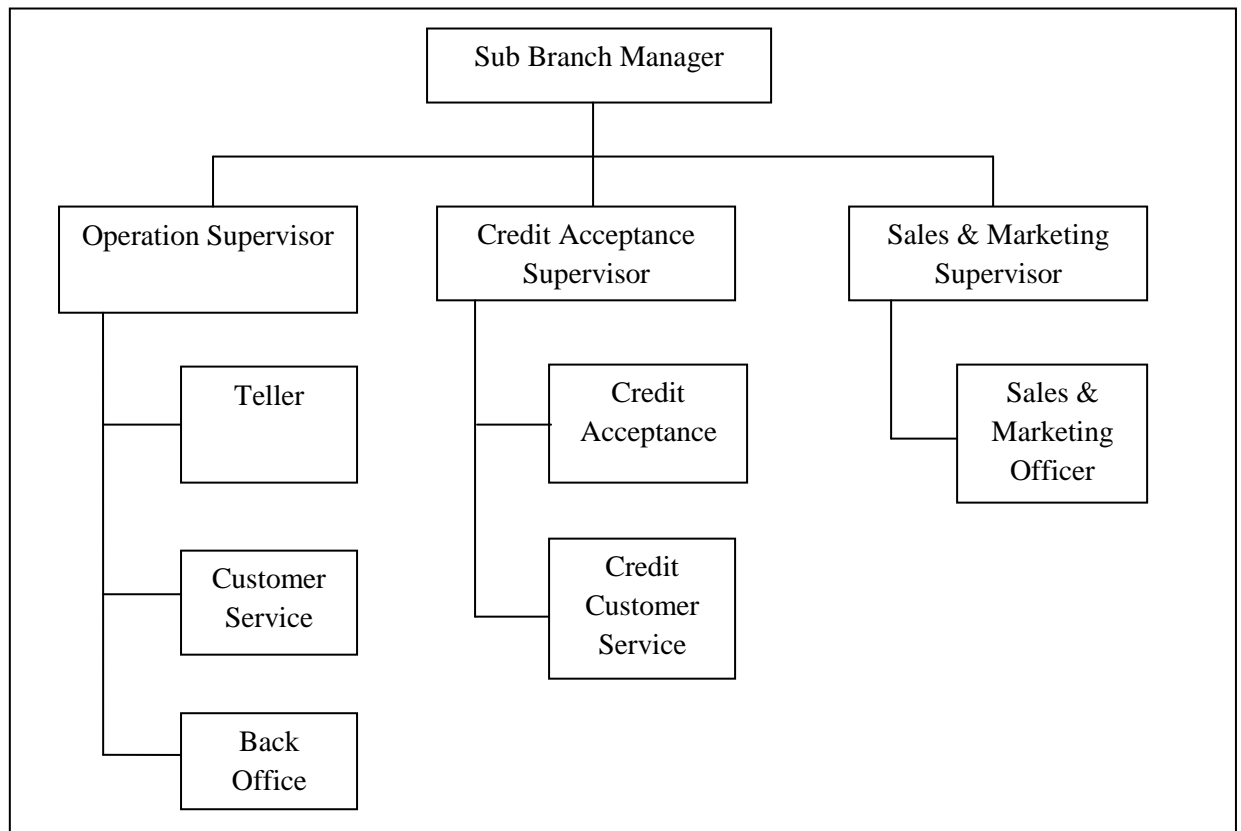 Sub Branch Manager
Operation Supervisor
Credit Acceptance
Supervisor
Sales & Marketing
Supervisor
Teller
Customer
Service
Back
Office
Credit
Acceptance
Credit
Customer
Service
Sales &
Marketing
Officer